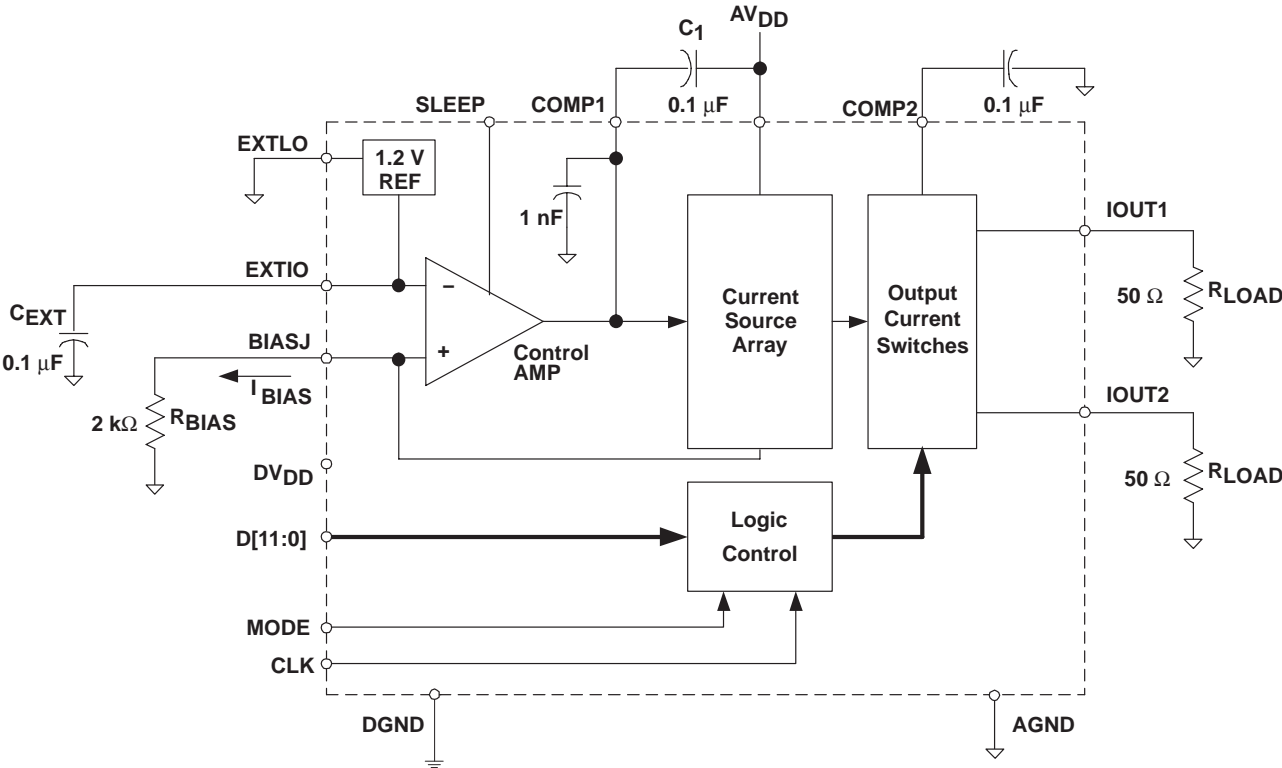 AVDD
C1
0.1 µF
0.1 µF
SLEEP
COMP1
COMP2
EXTLO
1.2 V
REF
1 nF
IOUT1
EXTIO
–
50 Ω
RLOAD
CEXT
0.1 µF
BIASJ
+
Control
AMP
Current
Source
Array
Output
Current
Switches
IBIAS
2 kΩ
RBIAS
IOUT2
DVDD
50 Ω
RLOAD
D[11:0]
Logic
Control
MODE
CLK
DGND
AGND